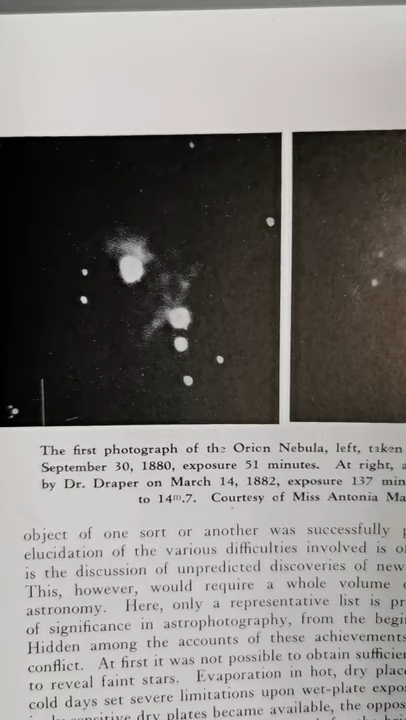 The first photograph of the Orion Nebula, left, taken
September 30, 1880, exposure 51 minutes. At right,
by Dr. Draper on March 14, 1882, exposure 137
to 14ᵐ.7. Courtesy of Miss Antonia
object of one sort or another was successfully
elucidation of the various difficulties involved is
is the discussion of unpredicted discoveries of new
This, however, would require a whole volume
astronomy. Here, only a representative list is
of significance in astrophotography, from the
Hidden among the accounts of these achievements
conflict. At first it was not possible to obtain
to reveal faint stars. Evaporation in hot, dry
cold days set severe limitations upon wet-plate
dry plates became available, the